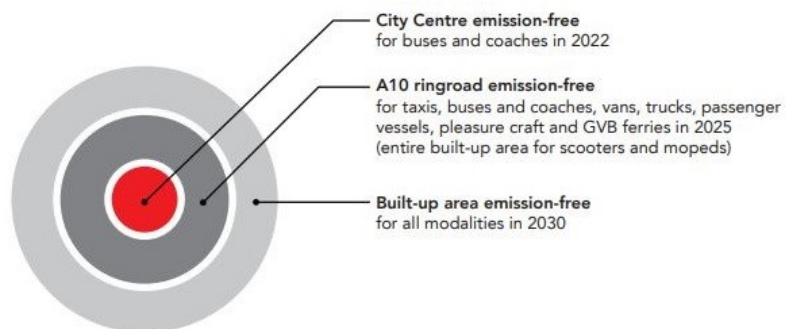 City Centre emission-free
for buses and coaches in 2022
A10 ringroad emission-free
for taxis, buses and coaches, vans, trucks, passenger
vessels, pleasure craft and GVB ferries in 2025
(entire built-up area for scooters and mopeds)
Built-up area emission-free
for all modalities in 2030